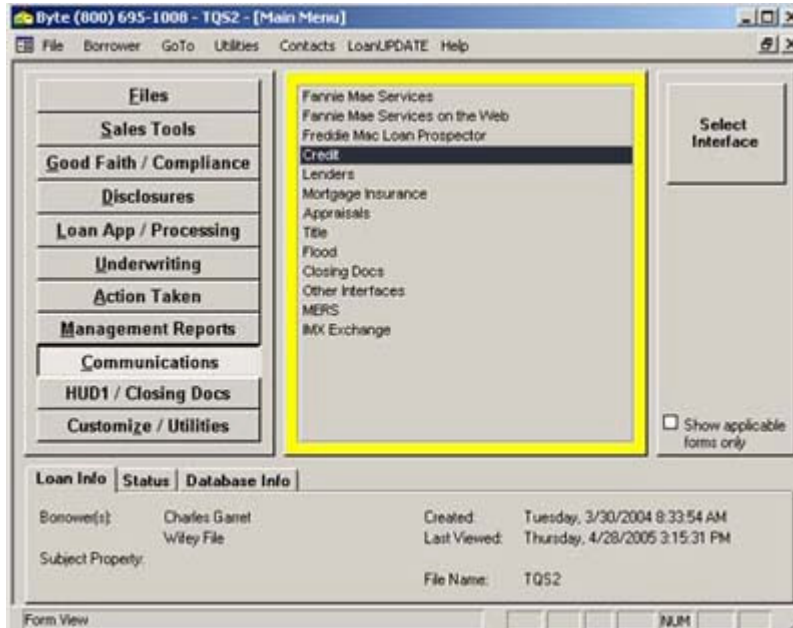 Byte (800) 695-1008 - TQS2 - [Main Menu]
File Borrower GoTo Utilities Contacts LoanUPDATE Help
Files
Sales Tools
Good Faith / Compliance
Disclosures
Loan App / Processing
Underwriting
Action Taken
Management Reports
Communications
HUD1 / Closing Docs
Customize / Utilities
Fannie Mae Services
Fannie Mae Services on the Web
Freddie Mac Loan Prospector
Credit
Lenders
Mortgage Insurance
Appraisals
Title
Flood
Closing Docs
Other Interfaces
MERS
IMX Exchange
Select
Interface
Show applicable
forms only
Loan Info Status Database Info
Borrower(s): Charles Garret Created: Tuesday, 3/30/2004 8:33:54 AM
Wifey File Last Viewed: Thursday, 4/28/2005 3:15:31 PM
Subject Property:
File Name: TQS2
Form View NUM